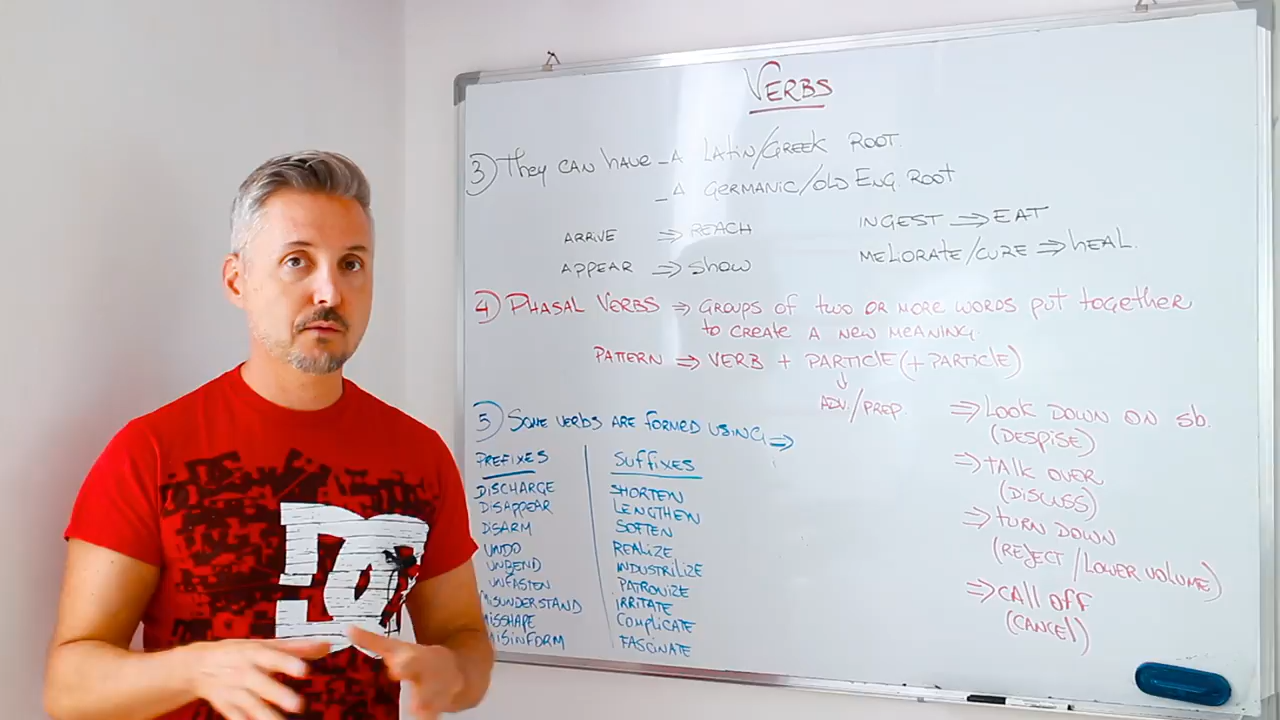 VERBS
3) They can have - A Latin/Greek Root.
- A Germanic/Old Eng. Root
ARRIVE ⇒ REACH
INGEST ⇒ EAT
APPEAR ⇒ show
MELIORATE/CURE ⇒ HEAL.
4) PHASAL VERBS ⇒ GROUPS OF two OR MORE WORDS put together
to CREATE A NEW MEANING.
PATTERN ⇒ VERB + PARTICLE (+ PARTICLE)
↓
ADV./PREP.
⇒ LOOK DOWN ON sb.
(DESPISE)
⇒ TALK OVER
(DISCUSS)
⇒ TURN DOWN
(REJECT / LOWER VOLUME)
⇒ CALL OFF
(CANCEL)
5) SOME VERBS ARE FORMED USING ⇒
PREFIXES SUFFIXES
DISCHARGE SHORTEN
DISAPPEAR LENGTHEN
DISARM SOFTEN
UNDO REALIZE
UNBEND INDUSTRILIZE
UNFASTEN PATRONIZE
MISUNDERSTAND IRRITATE
MISSHAPE COMPLICATE
MISINFORM FASCINATE
DC